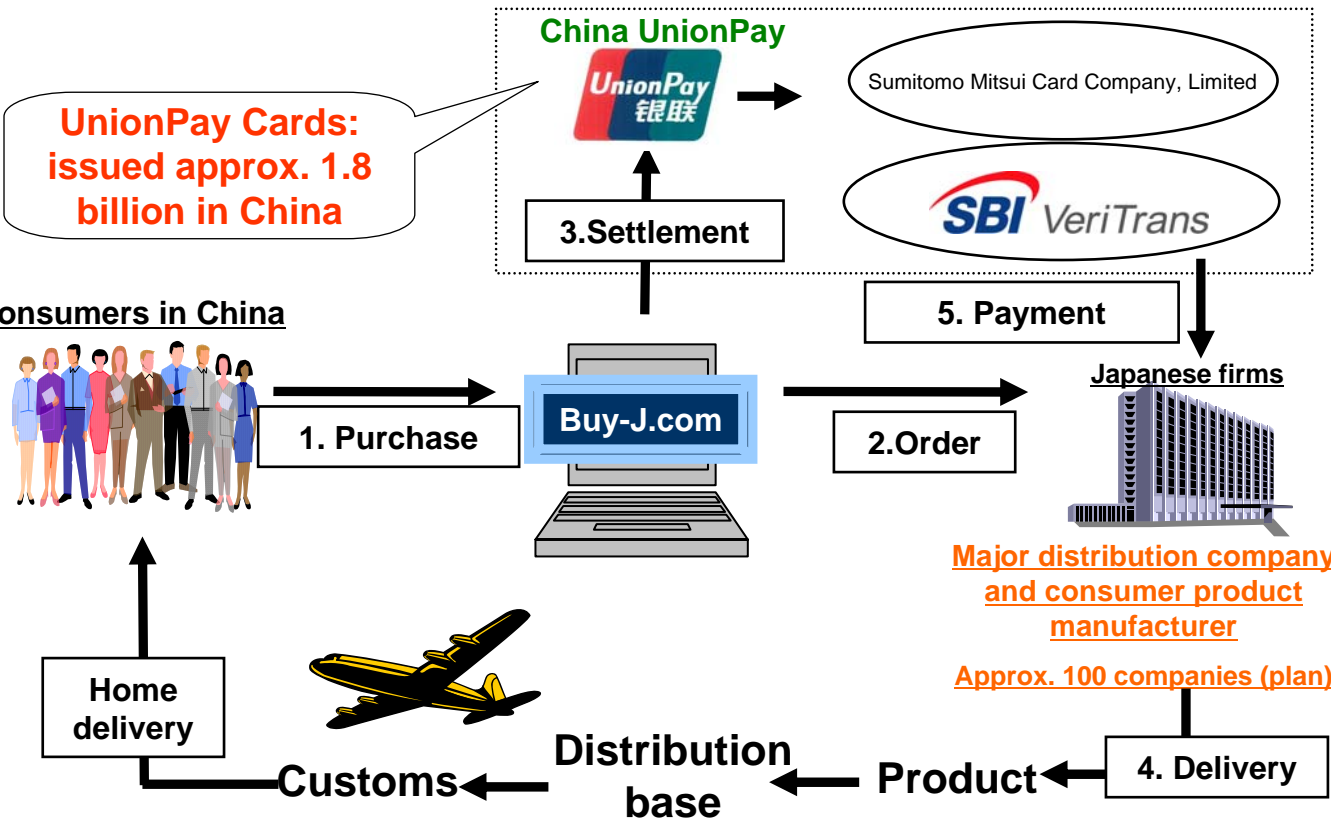 China UnionPay
UnionPay
银联
Sumitomo Mitsui Card Company, Limited
UnionPay Cards:
issued approx. 1.8
billion in China
SBI VeriTrans
3.Settlement
onsumers in China
5. Payment
Japanese firms
1. Purchase
Buy-J.com
2.Order
Major distribution company
and consumer product
manufacturer
Approx. 100 companies (plan)
Home
delivery
Customs
Distribution
base
Product
4. Delivery